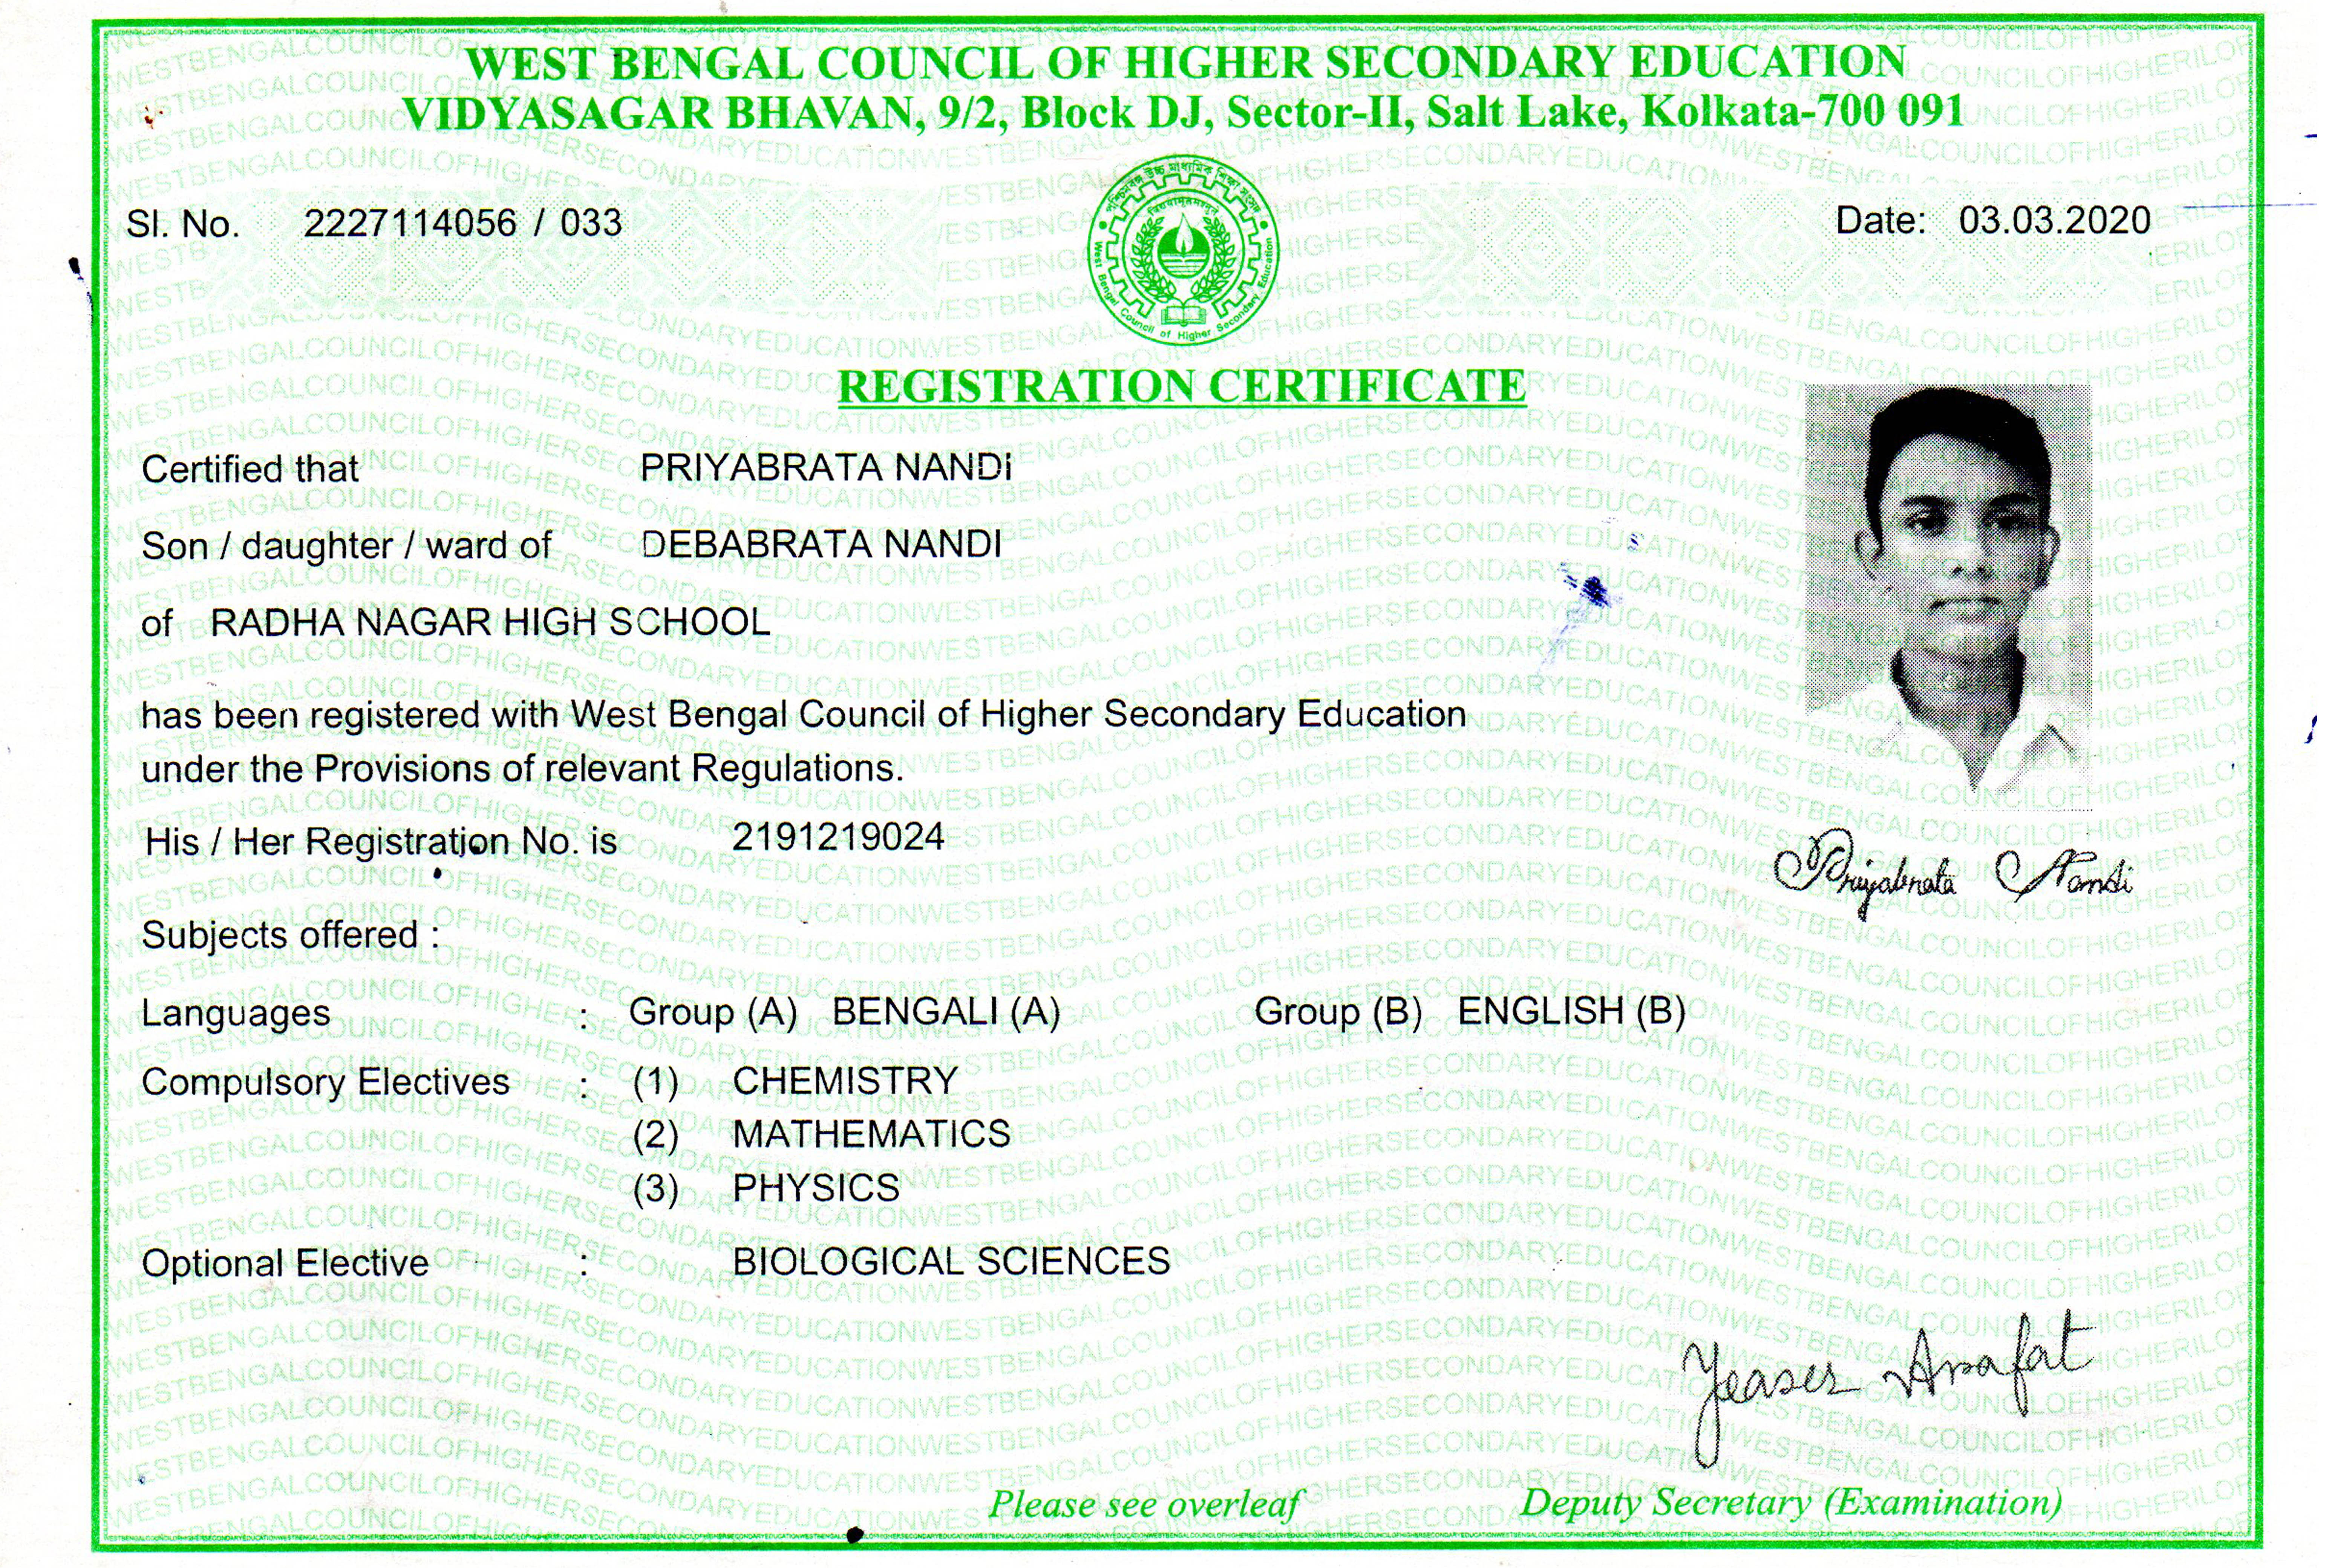 WEST BENGAL COUNCIL OF HIGHER SECONDARY EDUCATION
VIDYASAGAR BHAVAN, 9/2, Block DJ, Sector-II, Salt Lake, Kolkata-700 091
Sl. No. 2227114056 / 033
Date: 03.03.2020
পশ্চিমবঙ্গ উচ্চ মাধ্যমিক শিক্ষা সংসদ
West Bengal Council of Higher Secondary Education
REGISTRATION CERTIFICATE
Certified that PRIYABRATA NANDi
Son / daughter / ward of DEBABRATA NANDI
of RADHA NAGAR HIGH SCHOOL
has been registered with West Bengal Council of Higher Secondary Education
under the Provisions of relevant Regulations.
His / Her Registration No. is 2191219024
Priyabrata Nandi
Subjects offered :
Languages : Group (A) BENGALI (A) Group (B) ENGLISH (B)
Compulsory Electives : (1) CHEMISTRY
(2) MATHEMATICS
(3) PHYSICS
Optional Elective : BIOLOGICAL SCIENCES
Yeaser Arafat
Please see overleaf
Deputy Secretary (Examination)